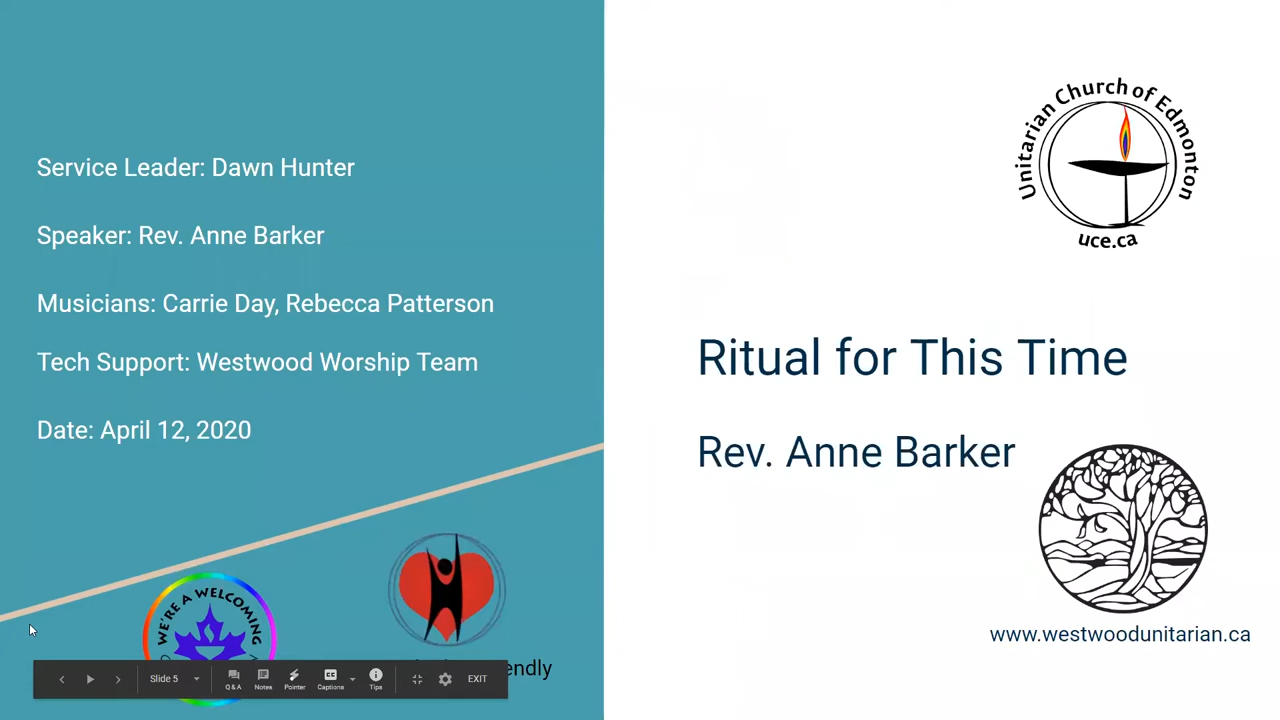 Service Leader: Dawn Hunter
Speaker: Rev. Anne Barker
Musicians: Carrie Day, Rebecca Patterson
Tech Support: Westwood Worship Team
Date: April 12, 2020
WE'RE A WELCOMING
Slide 5
Q&A
Notes
Pointer
Captions
Tips
EXIT
Unitarian Church of Edmonton
uce.ca
Ritual for This Time
Rev. Anne Barker
www.westwoodunitarian.ca